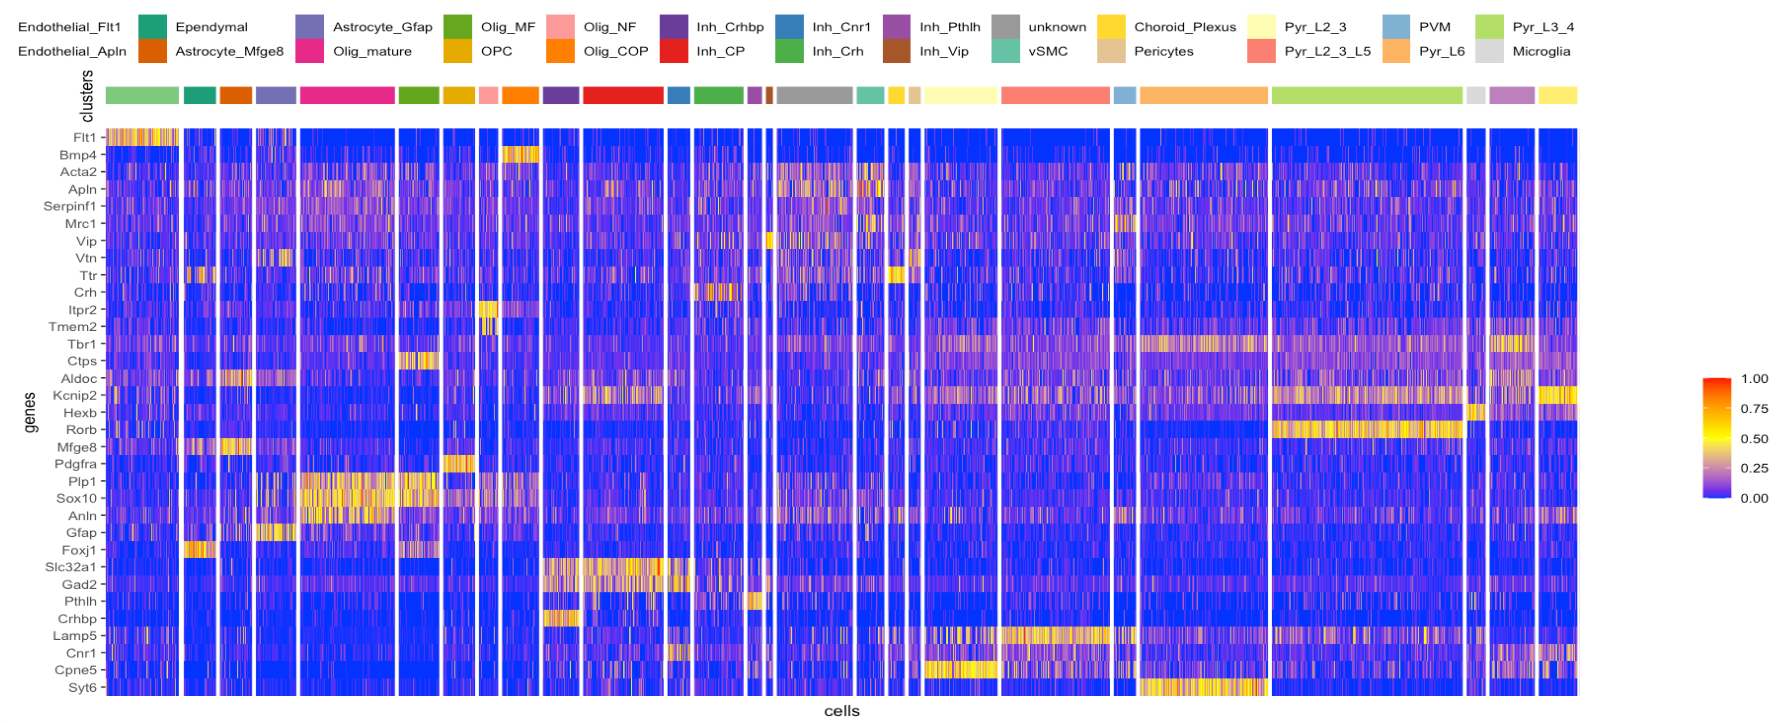 Endothelial_Flt1 Ependymal Astrocyte_Gfap Olig_MF Olig_NF Inh_Crhbp Inh_Cnr1 Inh_Pthlh unknown Choroid_Plexus Pyr_L2_3 PVM Pyr_L3_4
Endothelial_Apln Astrocyte_Mfge8 Olig_mature OPC Olig_COP Inh_CP Inh_Crh Inh_Vip vSMC Pericytes Pyr_L2_3_L5 Pyr_L6 Microglia
clusters
Flt1
Bmp4
Acta2
Apln
Serpinf1
Mrc1
Vip
Vtn
Ttr
Crh
Itpr2
Tmem2
Tbr1
Ctps
Aldoc
Kcnip2
Hexb
Rorb
Mfge8
Pdgfra
Plp1
Sox10
Anln
Gfap
Foxj1
Slc32a1
Gad2
Pthlh
Crhbp
Lamp5
Cnr1
Cpne5
Syt6
genes
cells
1.00
0.75
0.50
0.25
0.00